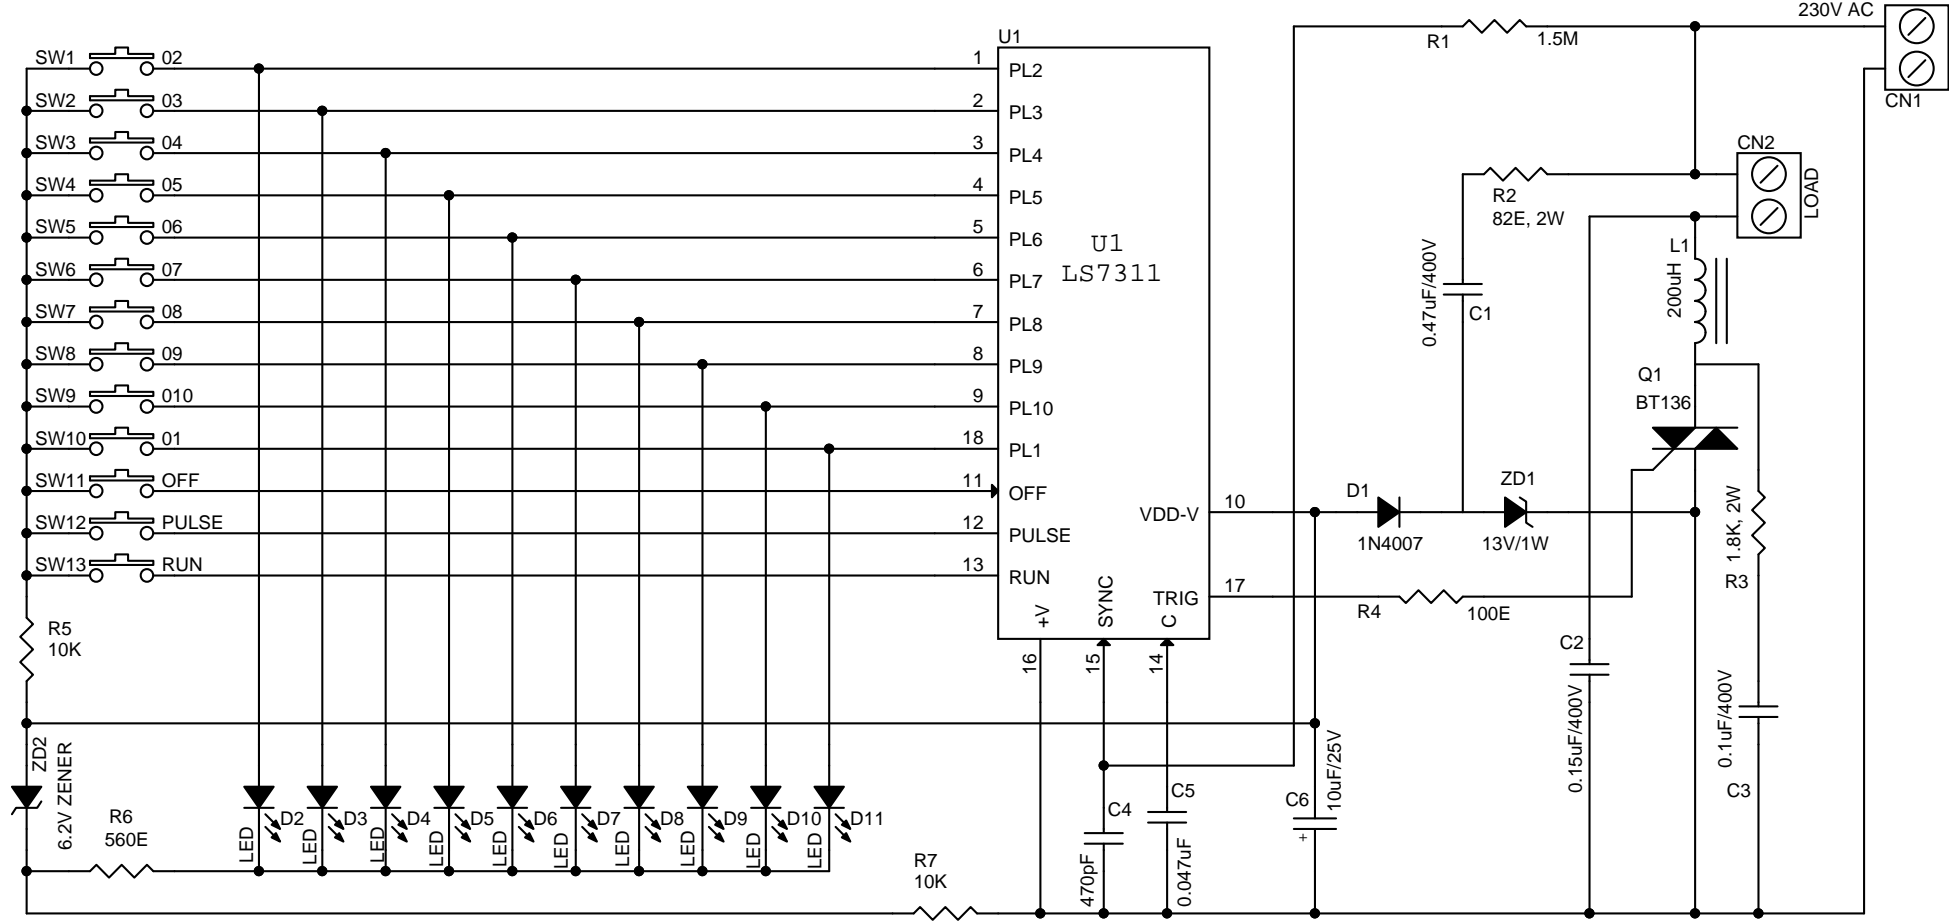 230V AC
CN1
R1
1.5M
CN2
LOAD
R2
82E, 2W
L1
200uH
0.47uF/400V
C1
Q1
BT136
U1
SW1 02 1 PL2
SW2 03 2 PL3
SW3 04 3 PL4
SW4 05 4 PL5
SW5 06 5 PL6
SW6 07 6 PL7
SW7 08 7 PL8
SW8 09 8 PL9
SW9 010 9 PL10
SW10 01 18 PL1
SW11 OFF 11 OFF
SW12 PULSE 12 PULSE
SW13 RUN 13 RUN
U1
LS7311
VDD-V 10
TRIG 17
+V
SYNC
C
16
15
14
D1
1N4007
ZD1
13V/1W
R4
100E
1.8K, 2W
R3
C2
0.15uF/400V
0.1uF/400V
C3
R5
10K
ZD2
6.2V ZENER
R6
560E
LED D2
LED D3
LED D4
LED D5
LED D6
LED D7
LED D8
LED D9
LED D10
LED D11
R7
10K
C4
470pF
C5
0.047uF
C6
+
10uF/25V